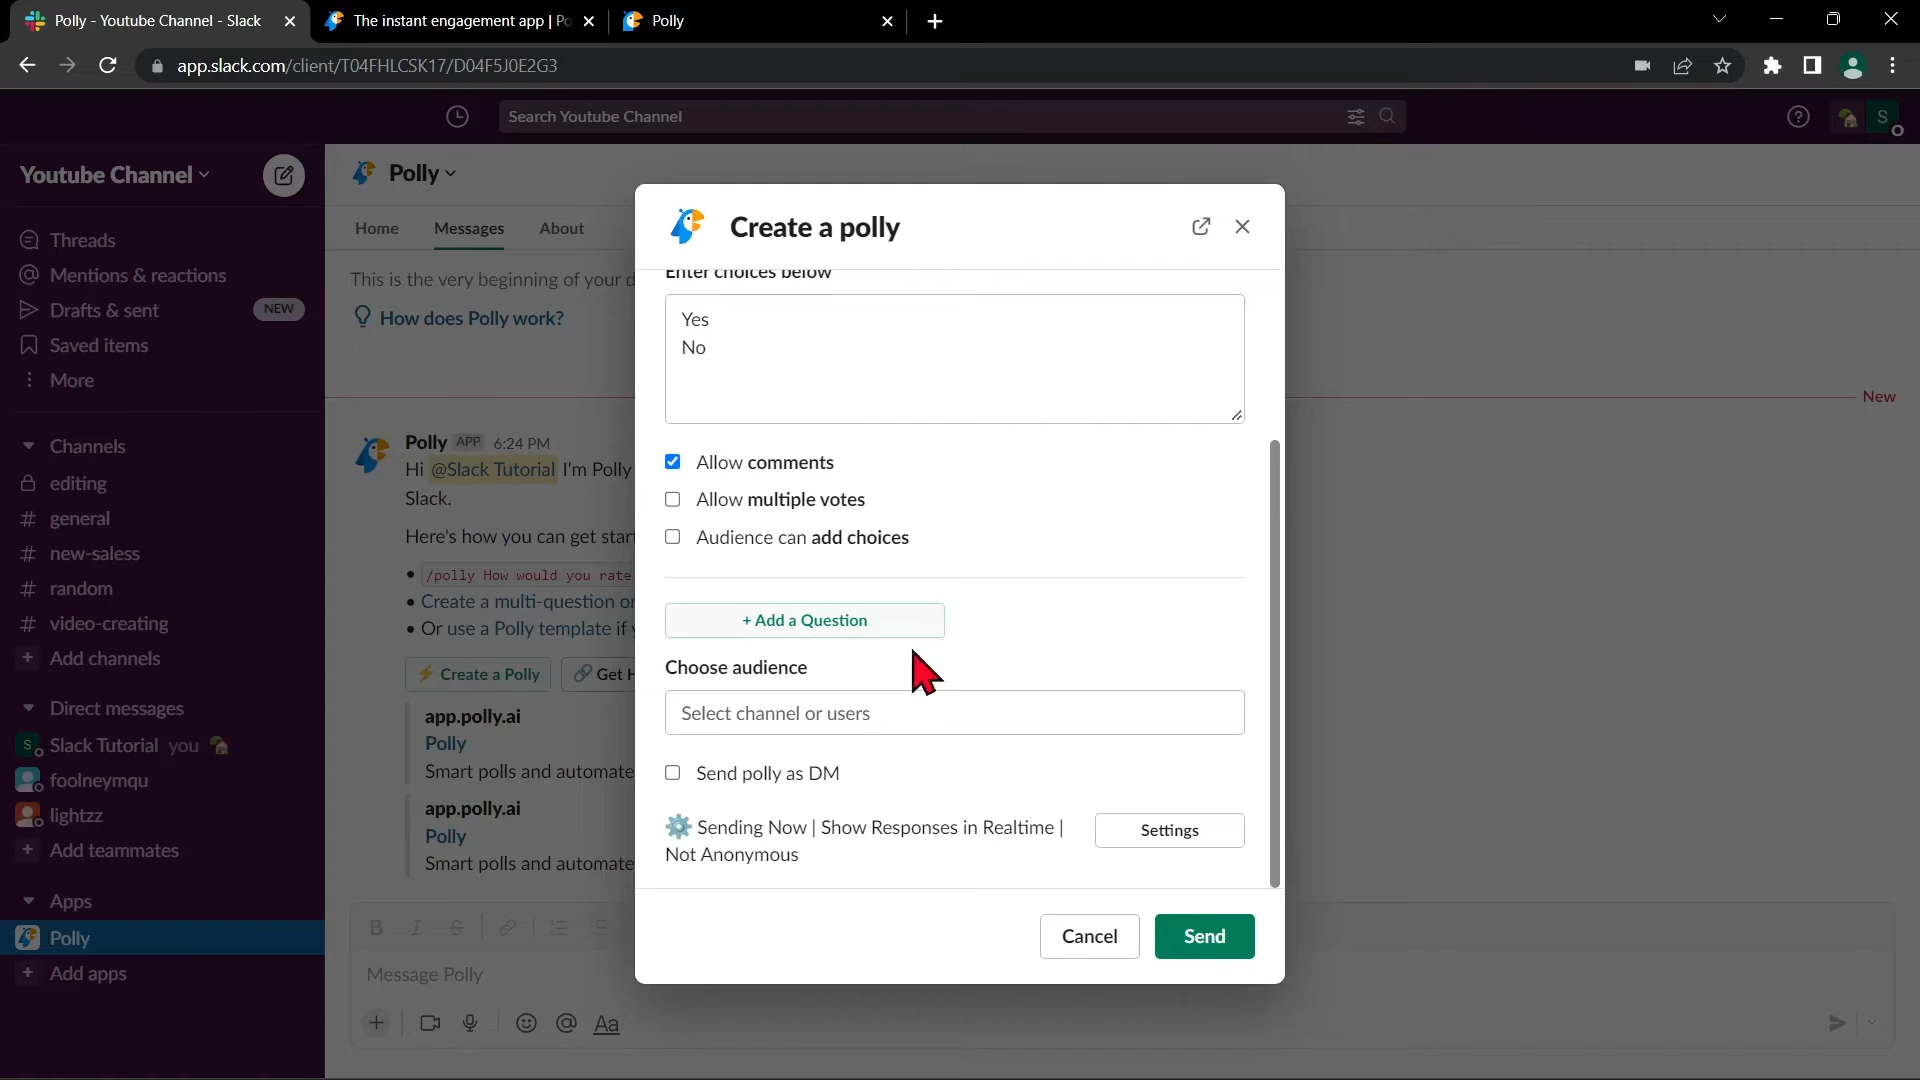 Polly - Youtube Channel - Slack
The instant engagement app | Po
Polly
app.slack.com/client/T04FHLCSK17/D04F5J0E2G3
Search Youtube Channel
S
Youtube Channel
Threads
Mentions & reactions
Drafts & sent
NEW
Saved items
More
Channels
editing
general
new-saless
random
video-creating
Add channels
Direct messages
S
Slack Tutorial you
foolneymqu
lightzz
Add teammates
Apps
Polly
Add apps
Polly
Home
Messages
About
This is the very beginning of your d
How does Polly work?
New
Polly APP 6:24 PM
Hi @Slack Tutorial I'm Polly
Slack.
Here's how you can get star
• /polly How would you rate
• Create a multi-question or
• Or use a Polly template if y
Create a Polly
Get H
app.polly.ai
Polly
Smart polls and automate
app.polly.ai
Polly
Smart polls and automate
B I S
Message Polly
Aa
Create a polly
Enter choices below
Yes
No
Allow comments
Allow multiple votes
Audience can add choices
+ Add a Question
Choose audience
Select channel or users
Send polly as DM
Sending Now | Show Responses in Realtime |
Not Anonymous
Settings
Cancel
Send